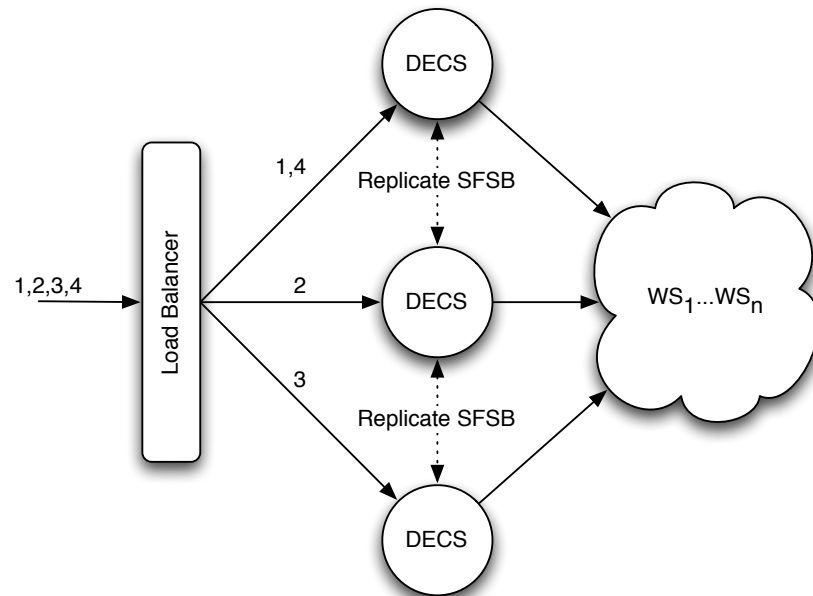 DECS
1,4
Replicate SFSB
1,2,3,4
Load Balancer
2
DECS
WS1...WSn
3
Replicate SFSB
DECS